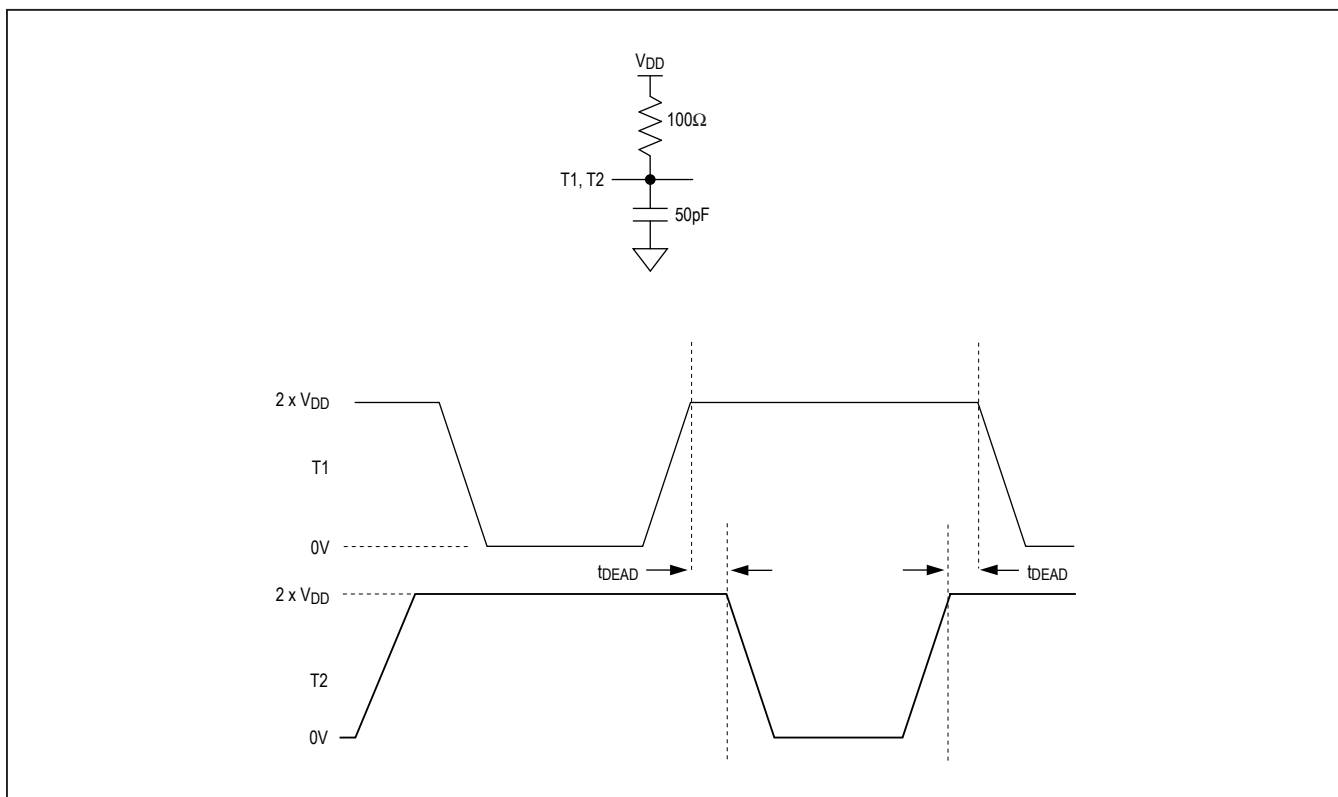 VDD
100Ω
T1, T2
50pF
2 x VDD
T1
0V
tDEAD tDEAD
2 x VDD
T2
0V